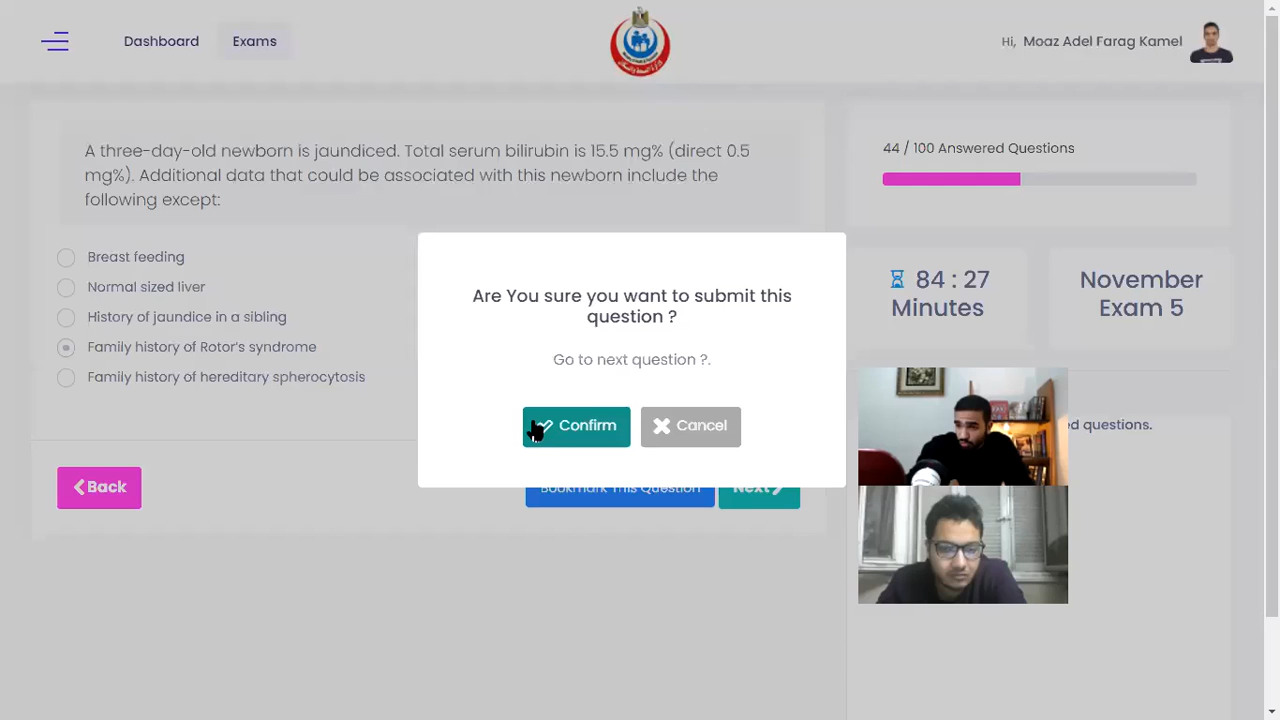 Dashboard
Exams
Hi, Moaz Adel Farag Kamel
A three-day-old newborn is jaundiced. Total serum bilirubin is 15.5 mg% (direct 0.5
mg%). Additional data that could be associated with this newborn include the
following except:
Breast feeding
Normal sized liver
History of jaundice in a sibling
Family history of Rotor's syndrome
Family history of hereditary spherocytosis
Back
Bookmark This Question
Next
Are You sure you want to submit this
question ?
Go to next question ?.
Confirm
Cancel
44 / 100 Answered Questions
84 : 27
Minutes
November
Exam 5
questions.